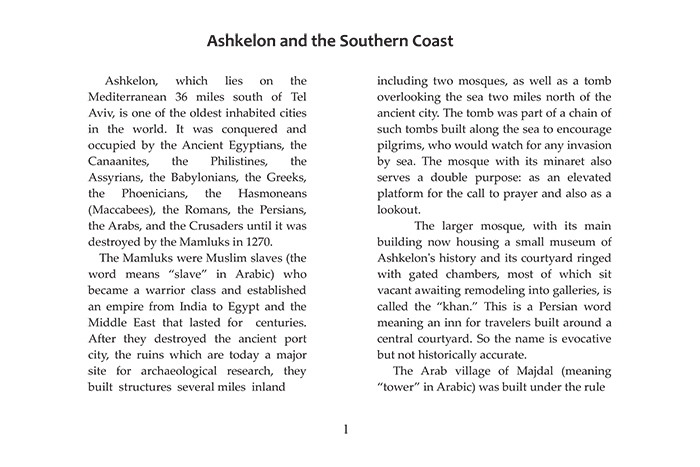 Ashkelon and the Southern Coast
Ashkelon, which lies on the
Mediterranean 36 miles south of Tel
Aviv, is one of the oldest inhabited cities
in the world. It was conquered and
occupied by the Ancient Egyptians, the
Canaanites, the Philistines, the
Assyrians, the Babylonians, the Greeks,
the Phoenicians, the Hasmoneans
(Maccabees), the Romans, the Persians,
the Arabs, and the Crusaders until it was
destroyed by the Mamluks in 1270.
The Mamluks were Muslim slaves (the
word means “slave” in Arabic) who
became a warrior class and established
an empire from India to Egypt and the
Middle East that lasted for centuries.
After they destroyed the ancient port
city, the ruins which are today a major
site for archaeological research, they
built structures several miles inland
including two mosques, as well as a tomb
overlooking the sea two miles north of the
ancient city. The tomb was part of a chain of
such tombs built along the sea to encourage
pilgrims, who would watch for any invasion
by sea. The mosque with its minaret also
serves a double purpose: as an elevated
platform for the call to prayer and also as a
lookout.
The larger mosque, with its main
building now housing a small museum of
Ashkelon's history and its courtyard ringed
with gated chambers, most of which sit
vacant awaiting remodeling into galleries, is
called the “khan.” This is a Persian word
meaning an inn for travelers built around a
central courtyard. So the name is evocative
but not historically accurate.
The Arab village of Majdal (meaning
“tower” in Arabic) was built under the rule
1